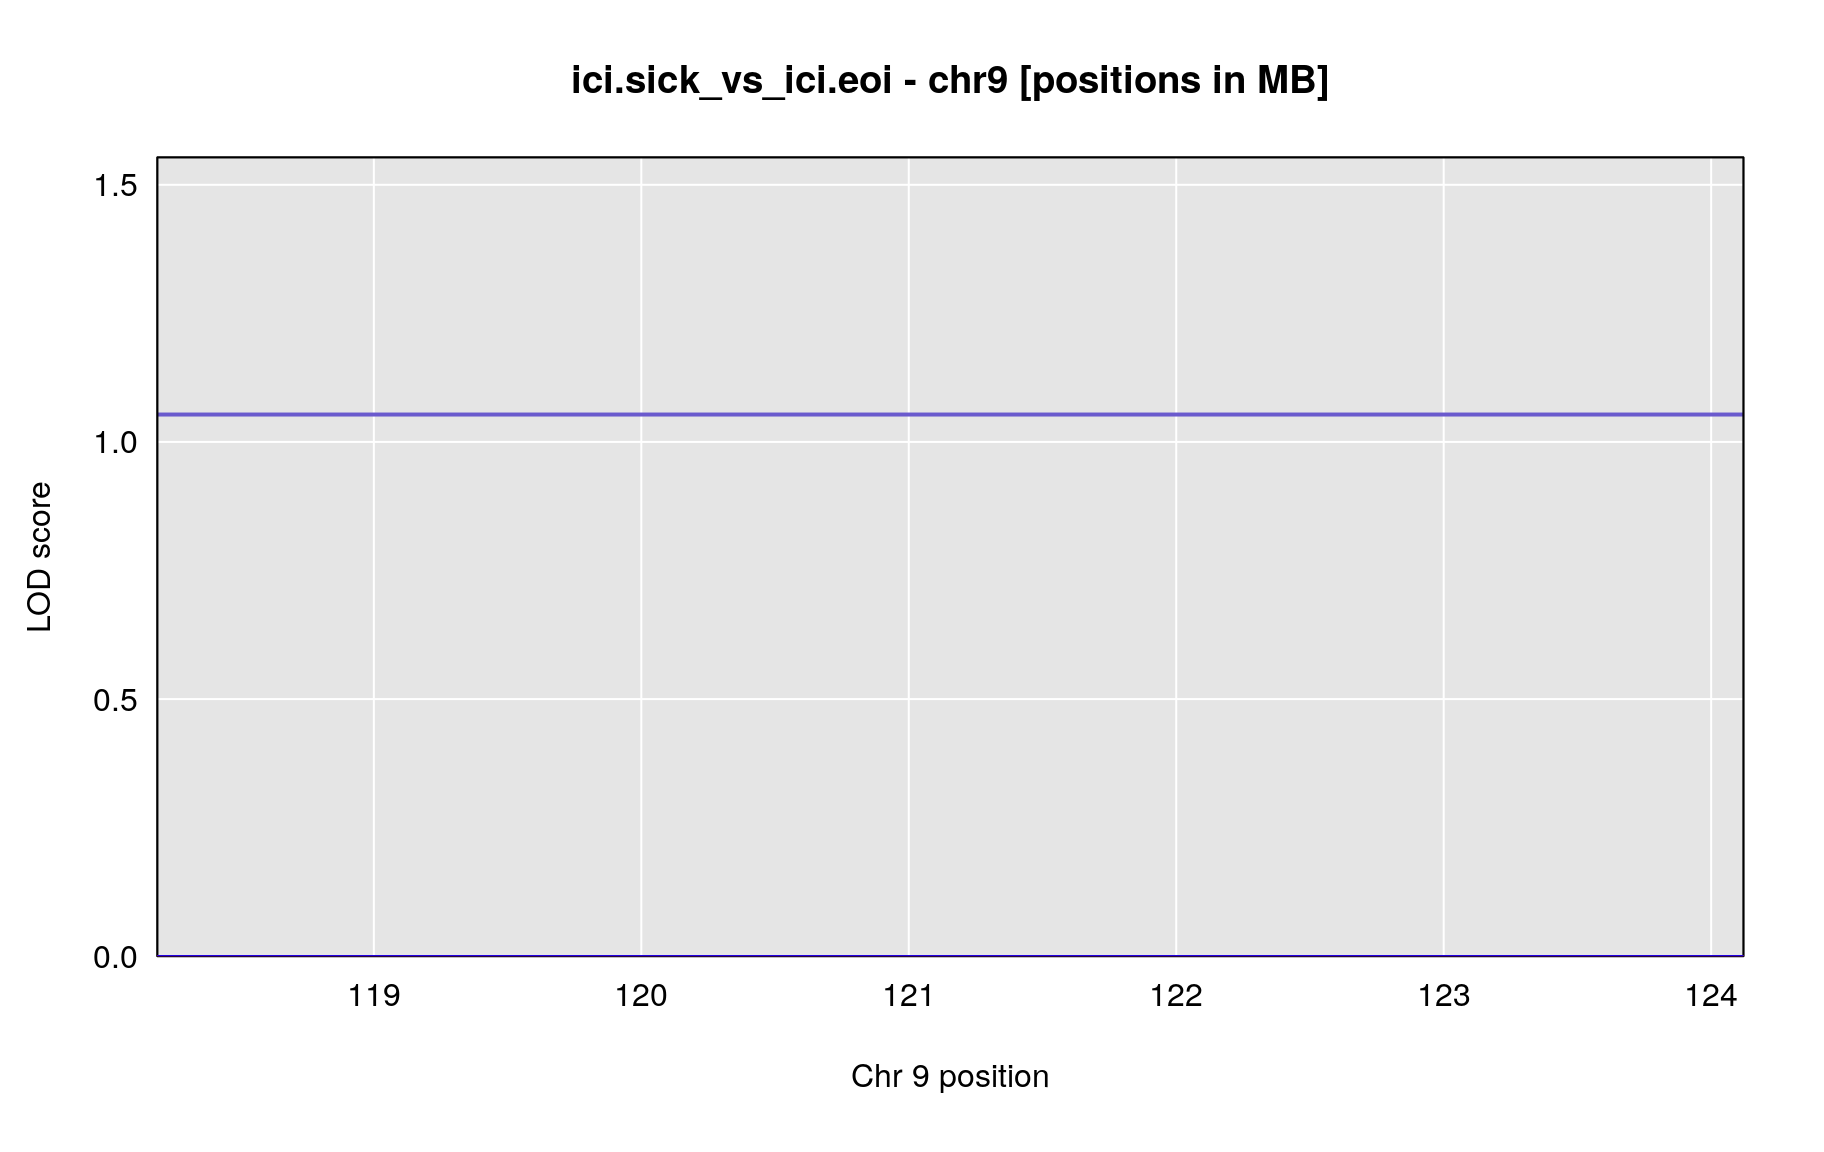 ici.sick_vs_ici.eoi - chr9 [positions in MB]
1.5
1.0
0.5
0.0
LOD score
119 120 121 122 123 124
Chr 9 position